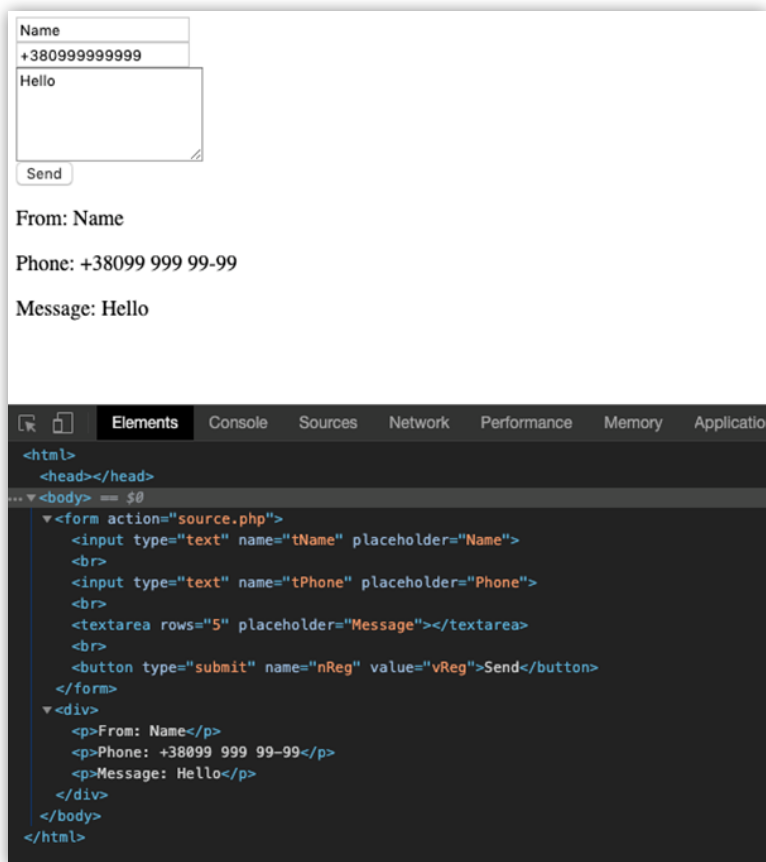 Name
+380999999999
Hello
Send
From: Name
Phone: +38099 999 99-99
Message: Hello
Elements Console Sources Network Performance Memory Applicatio
<html>
<head></head>
... ▼<body> == $0
▼<form action="source.php">
<input type="text" name="tName" placeholder="Name">
<br>
<input type="text" name="tPhone" placeholder="Phone">
<br>
<textarea rows="5" placeholder="Message"></textarea>
<br>
<button type="submit" name="nReg" value="vReg">Send</button>
</form>
▼<div>
<p>From: Name</p>
<p>Phone: +38099 999 99-99</p>
<p>Message: Hello</p>
</div>
</body>
</html>